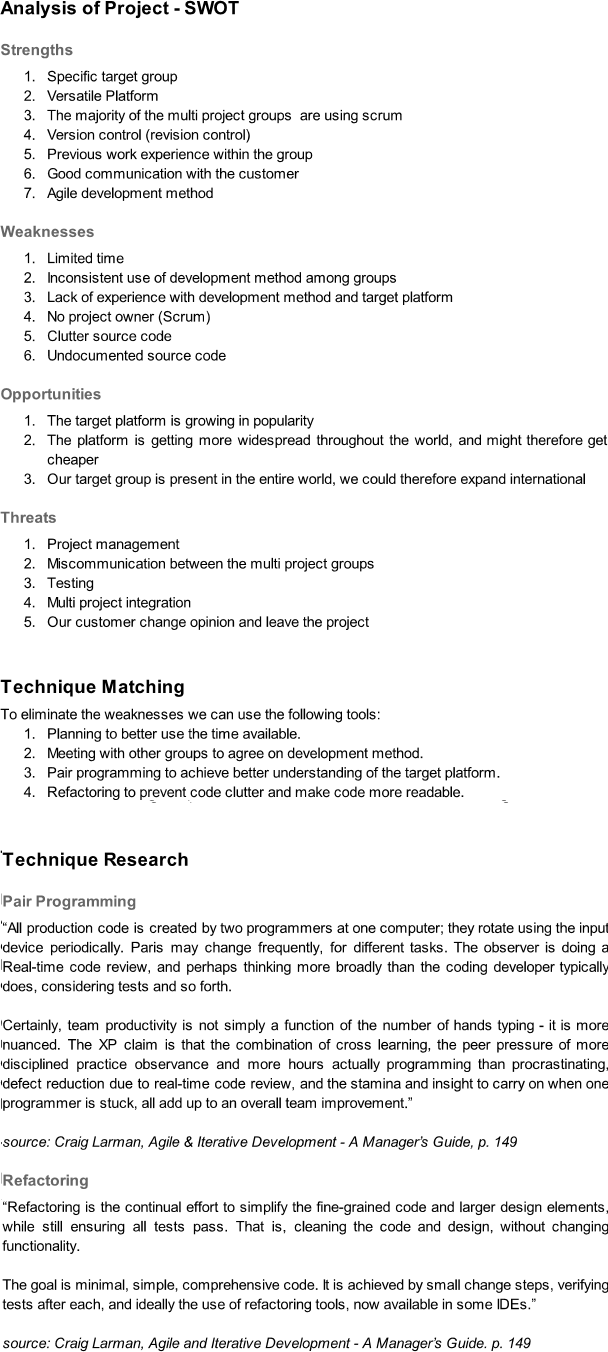 Analysis of Project - SWOT
Strengths
1. Specific target group
2. Versatile Platform
3. The majority of the multi project groups are using scrum
4. Version control (revision control)
5. Previous work experience within the group
6. Good communication with the customer
7. Agile development method
Weaknesses
1. Limited time
2. Inconsistent use of development method among groups
3. Lack of experience with development method and target platform
4. No project owner (Scrum)
5. Clutter source code
6. Undocumented source code
Opportunities
1. The target platform is growing in popularity
2. The platform is getting more widespread throughout the world, and might therefore get
cheaper
3. Our target group is present in the entire world, we could therefore expand international
Threats
1. Project management
2. Miscommunication between the multi project groups
3. Testing
4. Multi project integration
5. Our customer change opinion and leave the project
Technique Matching
To eliminate the weaknesses we can use the following tools:
1. Planning to better use the time available.
2. Meeting with other groups to agree on development method.
3. Pair programming to achieve better understanding of the target platform.
4. Refactoring to prevent code clutter and make code more readable.
Technique Research
Pair Programming
“All production code is created by two programmers at one computer; they rotate using the input
device periodically. Paris may change frequently, for different tasks. The observer is doing a
Real-time code review, and perhaps thinking more broadly than the coding developer typically
does, considering tests and so forth.
Certainly, team productivity is not simply a function of the number of hands typing - it is more
nuanced. The XP claim is that the combination of cross learning, the peer pressure of more
disciplined practice observance and more hours actually programming than procrastinating,
defect reduction due to real-time code review, and the stamina and insight to carry on when one
programmer is stuck, all add up to an overall team improvement.”
source: Craig Larman, Agile & Iterative Development - A Manager’s Guide, p. 149
Refactoring
“Refactoring is the continual effort to simplify the fine-grained code and larger design elements,
while still ensuring all tests pass. That is, cleaning the code and design, without changing
functionality.
The goal is minimal, simple, comprehensive code. It is achieved by small change steps, verifying
tests after each, and ideally the use of refactoring tools, now available in some IDEs.”
source: Craig Larman, Agile and Iterative Development - A Manager’s Guide. p. 149